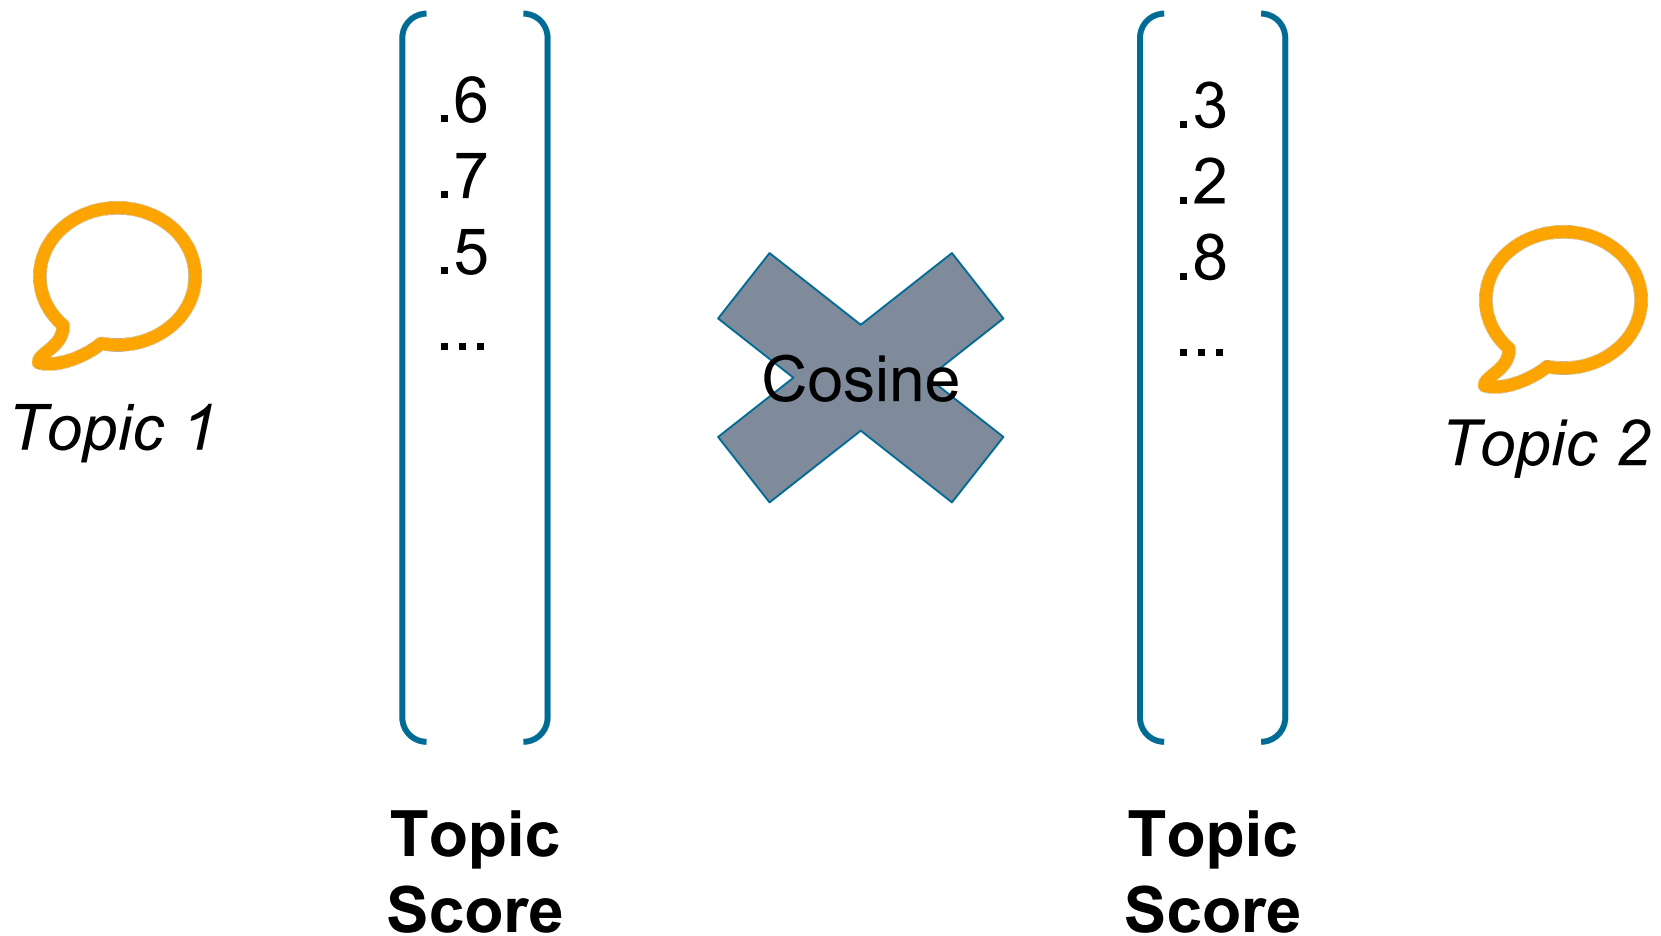 Topic 1
.6
.7
.5
...
Topic
Score
Cosine
.3
.2
.8
...
Topic
Score
Topic 2